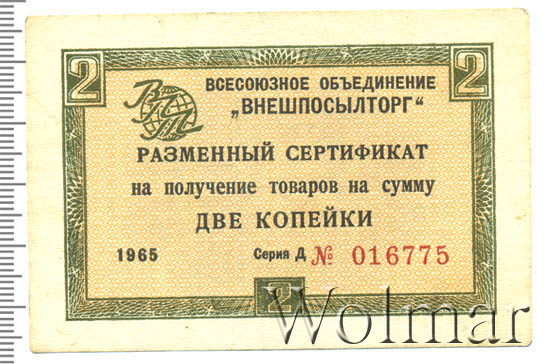 2 2
ВПТ
ВСЕСОЮЗНОЕ ОБЪЕДИНЕНИЕ
„ВНЕШПОСЫЛТОРГ“
РАЗМЕННЫЙ СЕРТИФИКАТ
на получение товаров на сумму
ДВЕ КОПЕЙКИ
1965 Серия Д № 016775
2
Wolmar